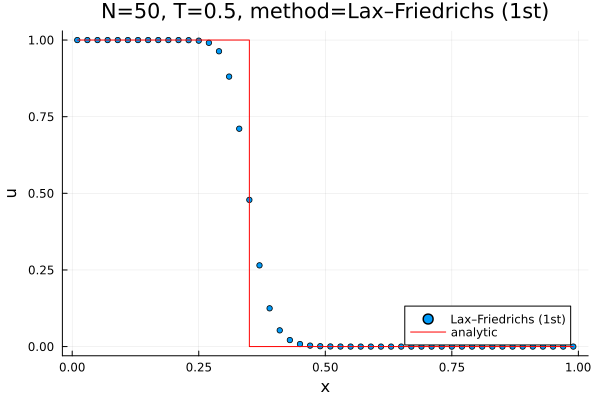 N=50, T=0.5, method=Lax–Friedrichs (1st)
1.00
0.75
u
0.50
0.25
0.00
Lax–Friedrichs (1st)
analytic
0.00 0.25 0.50 0.75 1.00
x